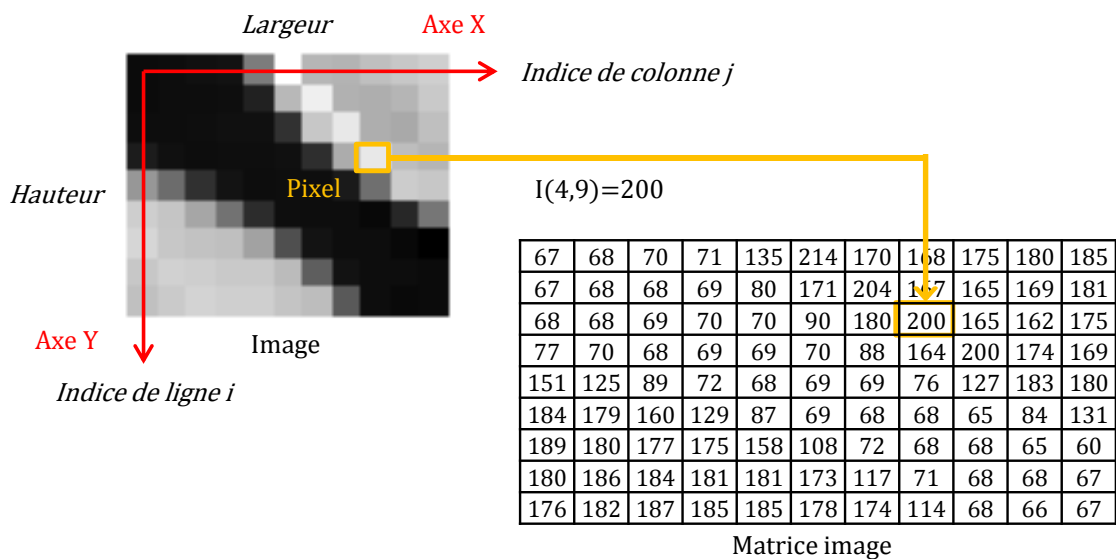 Largeur
Axe X
Indice de colonne j
Hauteur
Pixel
I(4,9)=200
67 68 70 71 135 214 170 168 175 180 185
67 68 68 69 80 171 204 167 165 169 181
68 68 69 70 70 90 180 200 165 162 175
77 70 68 69 69 70 88 164 200 174 169
151 125 89 72 68 69 69 76 127 183 180
184 179 160 129 87 69 68 68 65 84 131
189 180 177 175 158 108 72 68 68 65 60
180 186 184 181 181 173 117 71 68 68 67
176 182 187 185 185 178 174 114 68 66 67
Axe Y
Image
Indice de ligne i
Matrice image